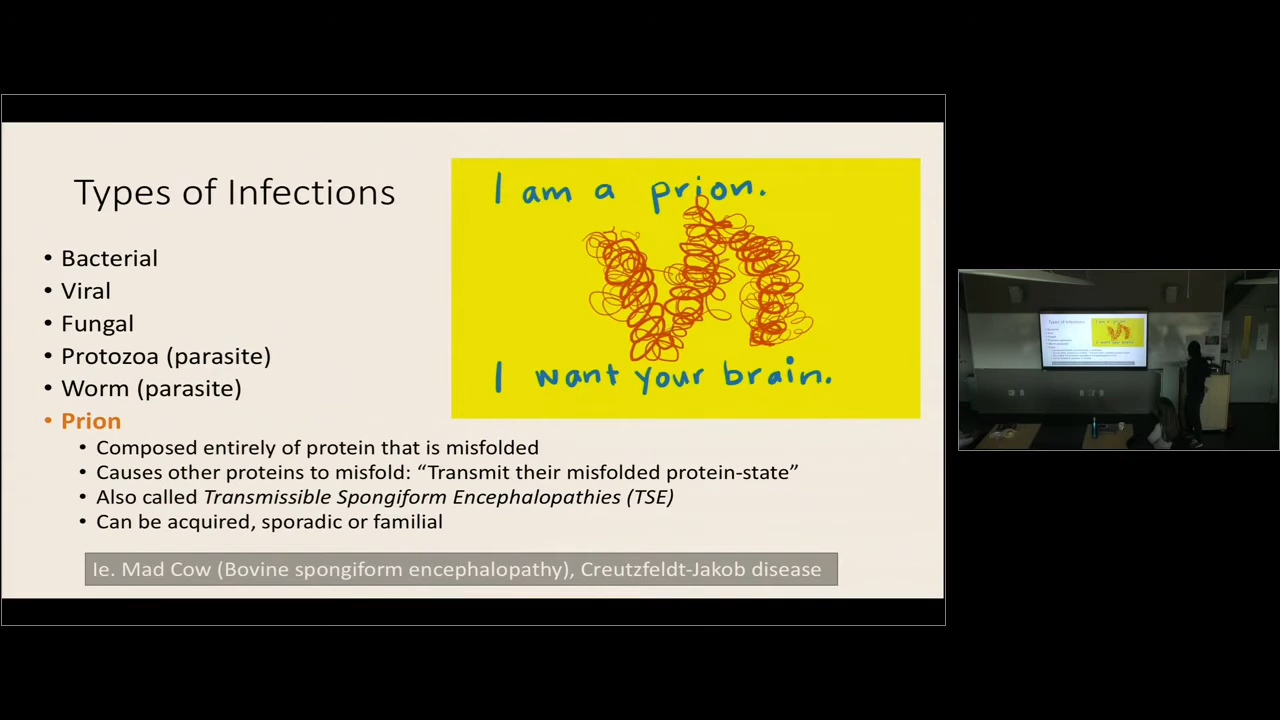 Types of Infections
I am a prion.
I want your brain.
• Bacterial
• Viral
• Fungal
• Protozoa (parasite)
• Worm (parasite)
• Prion
• Composed entirely of protein that is misfolded
• Causes other proteins to misfold: “Transmit their misfolded protein-state”
• Also called Transmissible Spongiform Encephalopathies (TSE)
• Can be acquired, sporadic or familial
Ie. Mad Cow (Bovine spongiform encephalopathy), Creutzfeldt-Jakob disease